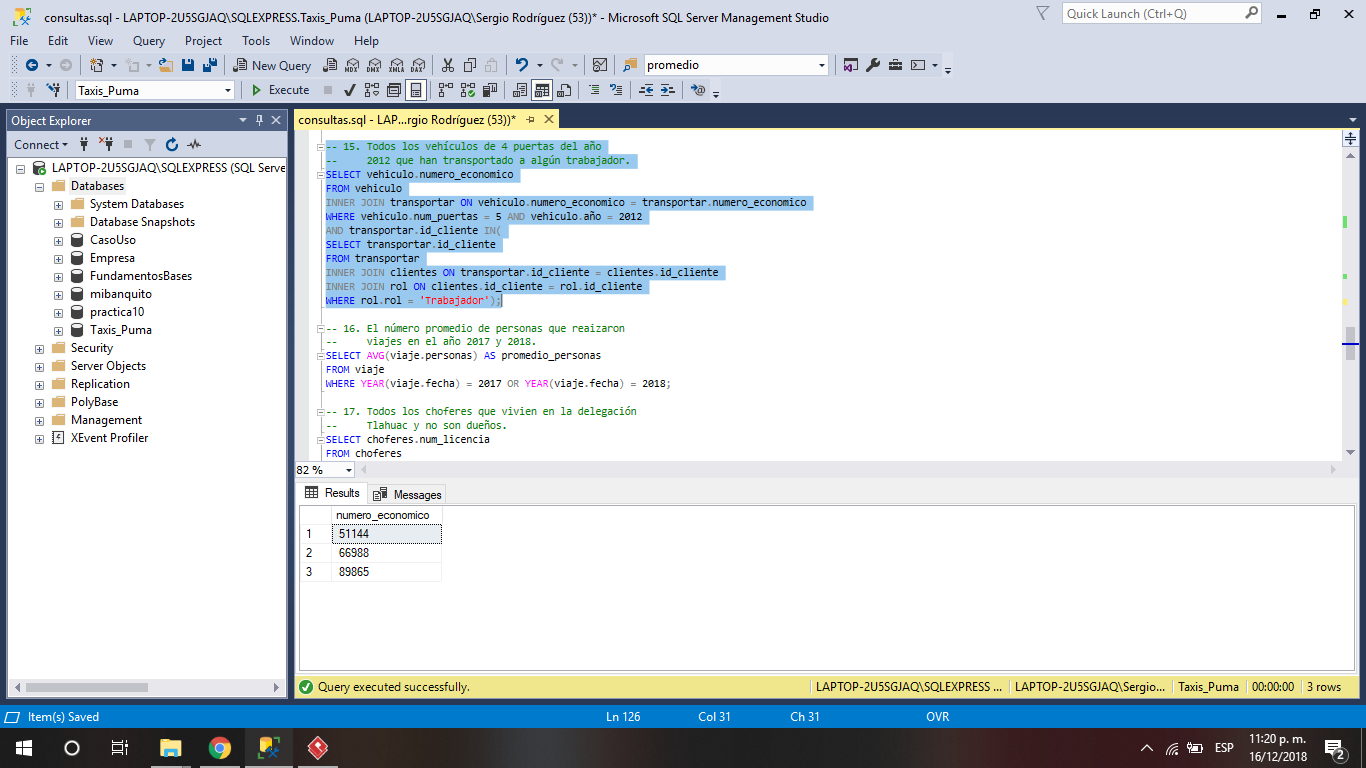 consultas.sql - LAPTOP-2U5SGJAQ\SQLEXPRESS.Taxis_Puma (LAPTOP-2U5SGJAQ\Sergio Rodríguez (53))* - Microsoft SQL Server Management Studio
Quick Launch (Ctrl+Q)
File Edit View Query Project Tools Window Help
New Query MDX DMX XMLA DAX promedio
Taxis_Puma Execute
Object Explorer
Connect
LAPTOP-2U5SGJAQ\SQLEXPRESS (SQL Serve
Databases
System Databases
Database Snapshots
CasoUso
Empresa
FundamentosBases
mibanquito
practica10
Taxis_Puma
Security
Server Objects
Replication
PolyBase
Management
XEvent Profiler
consultas.sql - LAP...rgio Rodríguez (53))*
-- 15. Todos los vehículos de 4 puertas del año
-- 2012 que han transportado a algún trabajador.
SELECT vehiculo.numero_economico
FROM vehiculo
INNER JOIN transportar ON vehiculo.numero_economico = transportar.numero_economico
WHERE vehiculo.num_puertas = 5 AND vehiculo.año = 2012
AND transportar.id_cliente IN(
SELECT transportar.id_cliente
FROM transportar
INNER JOIN clientes ON transportar.id_cliente = clientes.id_cliente
INNER JOIN rol ON clientes.id_cliente = rol.id_cliente
WHERE rol.rol = 'Trabajador');
-- 16. El número promedio de personas que reaizaron
-- viajes en el año 2017 y 2018.
SELECT AVG(viaje.personas) AS promedio_personas
FROM viaje
WHERE YEAR(viaje.fecha) = 2017 OR YEAR(viaje.fecha) = 2018;
-- 17. Todos los choferes que vivien en la delegación
-- Tlahuac y no son dueños.
SELECT choferes.num_licencia
FROM choferes
82 %
Results Messages
numero_economico
1 51144
2 66988
3 89865
Query executed successfully. LAPTOP-2U5SGJAQ\SQLEXPRESS ... LAPTOP-2U5SGJAQ\Sergio... Taxis_Puma 00:00:00 3 rows
Item(s) Saved Ln 126 Col 31 Ch 31 OVR
ESP
11:20 p. m.
16/12/2018
2